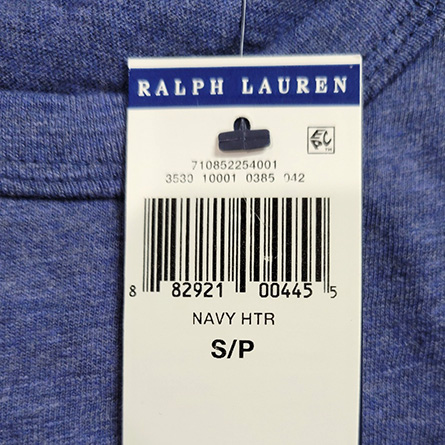 RALPH LAUREN
710852254001
3530 10001 0385 042
8 82921 00445 5
NAVY HTR
S/P